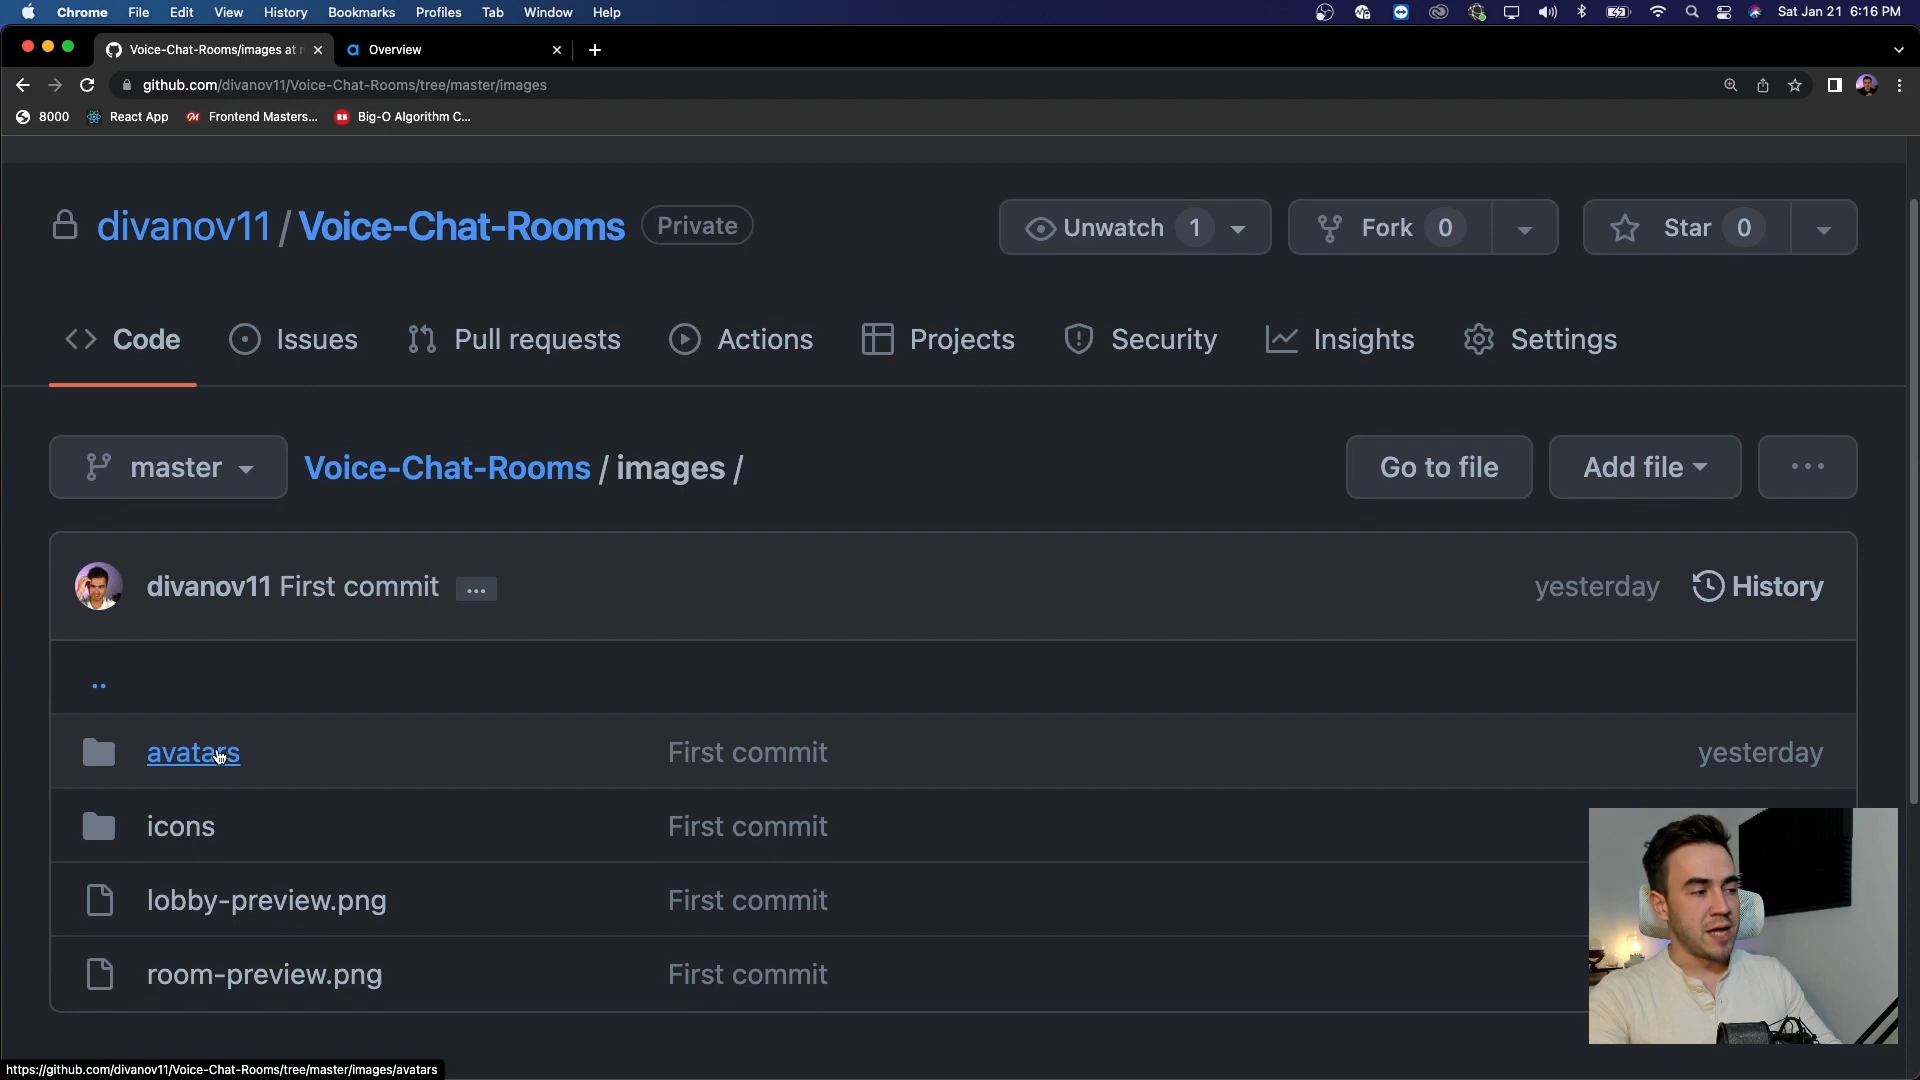 Chrome File Edit View History Bookmarks Profiles Tab Window Help Sat Jan 21 6:16 PM
Voice-Chat-Rooms/images at Overview
github.com/divanov11/Voice-Chat-Rooms/tree/master/images
8000 React App Frontend Masters... Big-O Algorithm C...
divanov11 / Voice-Chat-Rooms Private Unwatch 1 Fork 0 Star 0
Code Issues Pull requests Actions Projects Security Insights Settings
master Voice-Chat-Rooms / images / Go to file Add file ...
divanov11 First commit ... yesterday History
..
avatars First commit yesterday
icons First commit
lobby-preview.png First commit
room-preview.png First commit
https://github.com/divanov11/Voice-Chat-Rooms/tree/master/images/avatars